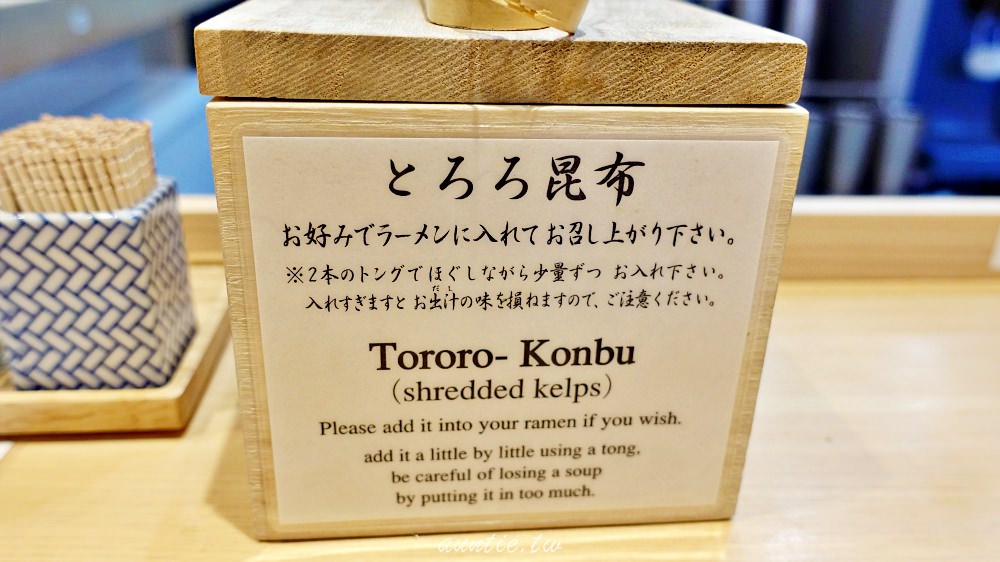 とろろ昆布
お好みでラーメンに入れてお召し上がり下さい。
※2本のトングでほぐしながら少量ずつ お入れ下さい。
だし
入れすぎますとお出汁の味を損ねますので、ご注意ください。
Tororo- Konbu
(shredded kelps)
Please add it into your ramen if you wish.
add it a little by little using a tong,
be careful of losing a soup
by putting it in too much.
auntie.tw